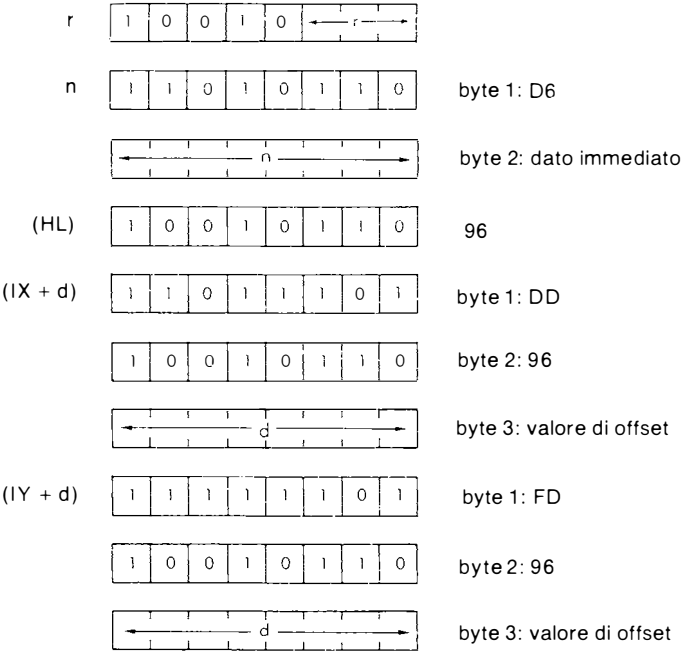 r 1 0 0 1 0 r
n 1 1 0 1 0 1 1 0 byte 1: D6
n byte 2: dato immediato
(HL) 1 0 0 1 0 1 1 0 96
(IX + d) 1 1 0 1 1 1 0 1 byte 1: DD
1 0 0 1 0 1 1 0 byte 2: 96
d byte 3: valore di offset
(IY + d) 1 1 1 1 1 1 0 1 byte 1: FD
1 0 0 1 0 1 1 0 byte 2: 96
d byte 3: valore di offset